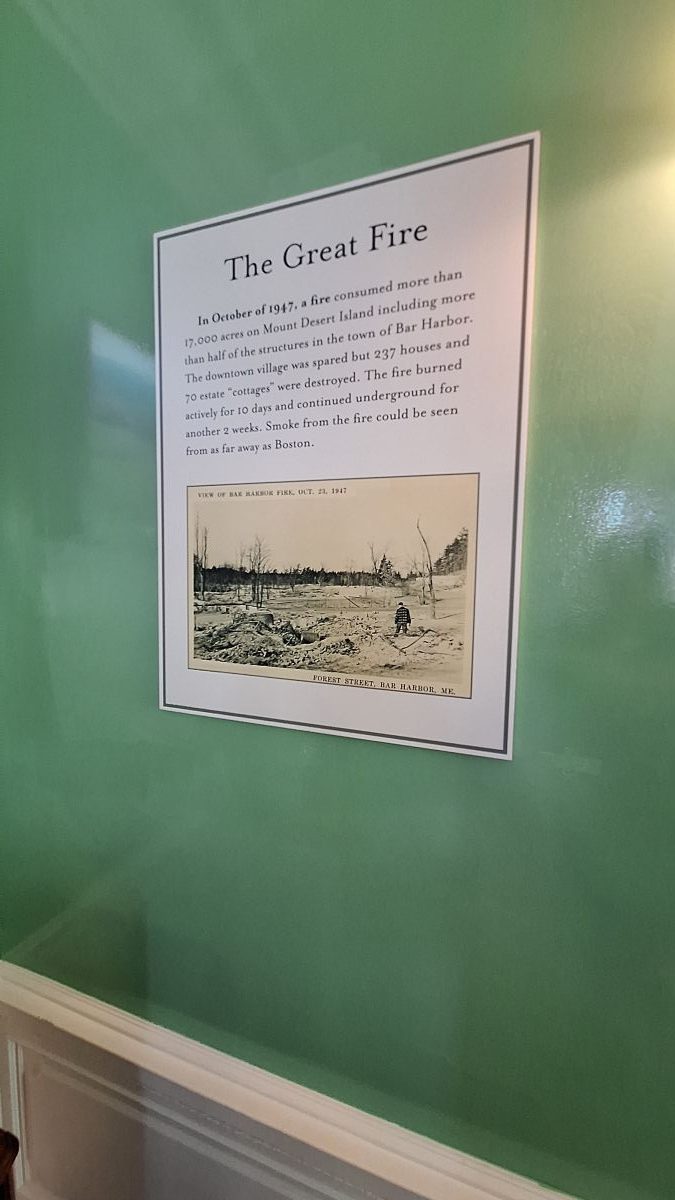 The Great Fire
In October of 1947, a fire consumed more than
17,000 acres on Mount Desert Island including more
than half of the structures in the town of Bar Harbor.
The downtown village was spared but 237 houses and
70 estate “cottages” were destroyed. The fire burned
actively for 10 days and continued underground for
another 2 weeks. Smoke from the fire could be seen
from as far away as Boston.
VIEW OF BAR HARBOR FIRE, OCT. 23, 1947
FOREST STREET, BAR HARBOR, ME.